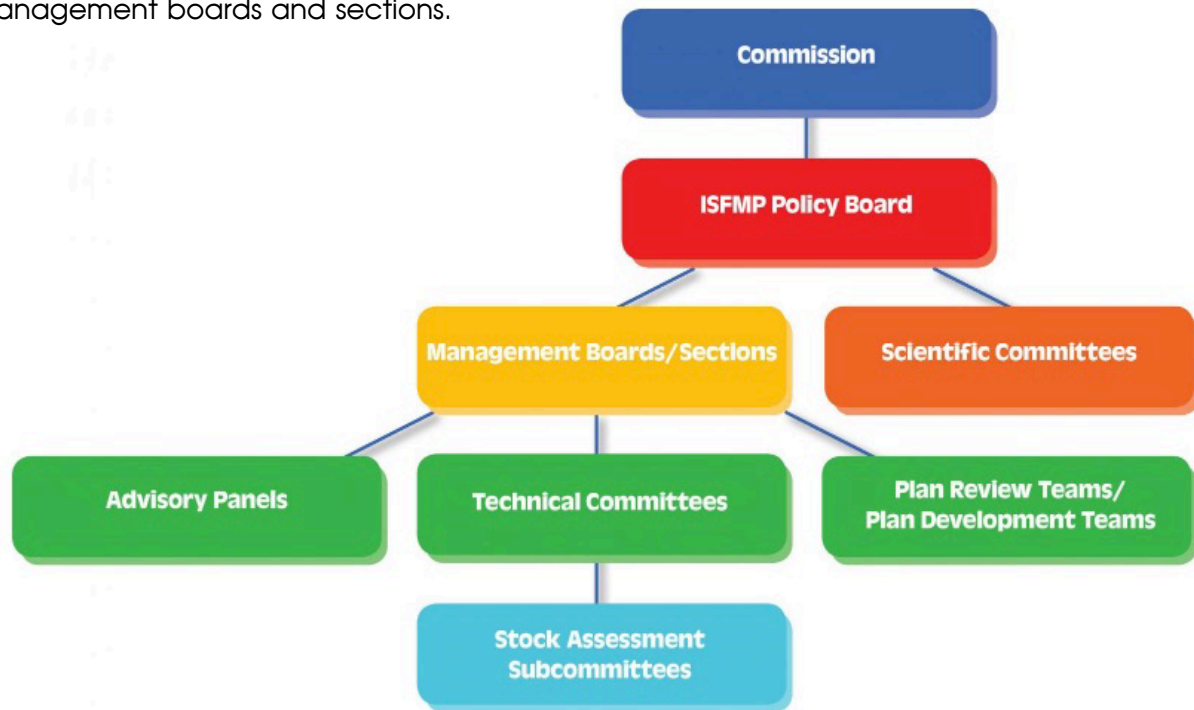 anagement boards and sections.
Commission
ISFMP Policy Board
Management Boards/Sections
Scientific Committees
Advisory Panels
Technical Committees
Plan Review Teams/
Plan Development Teams
Stock Assessment
Subcommittees